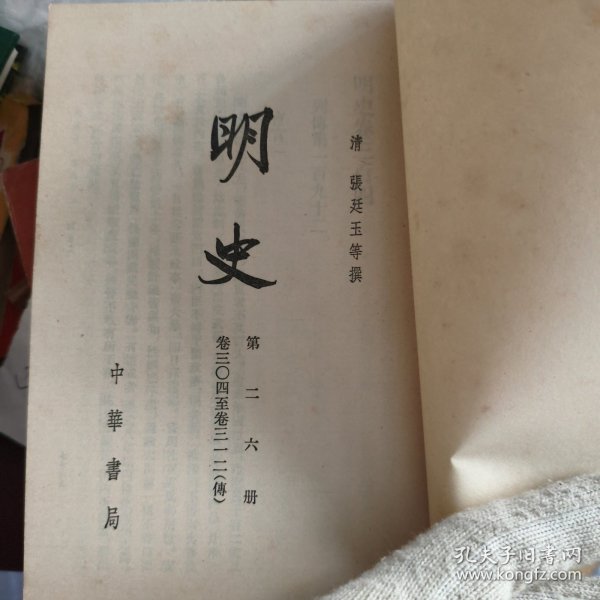 清 張廷玉等撰
明史
第二六册
卷三〇四至卷三一二(傳)
中華書局
孔夫子旧书网
www.kongfz.com